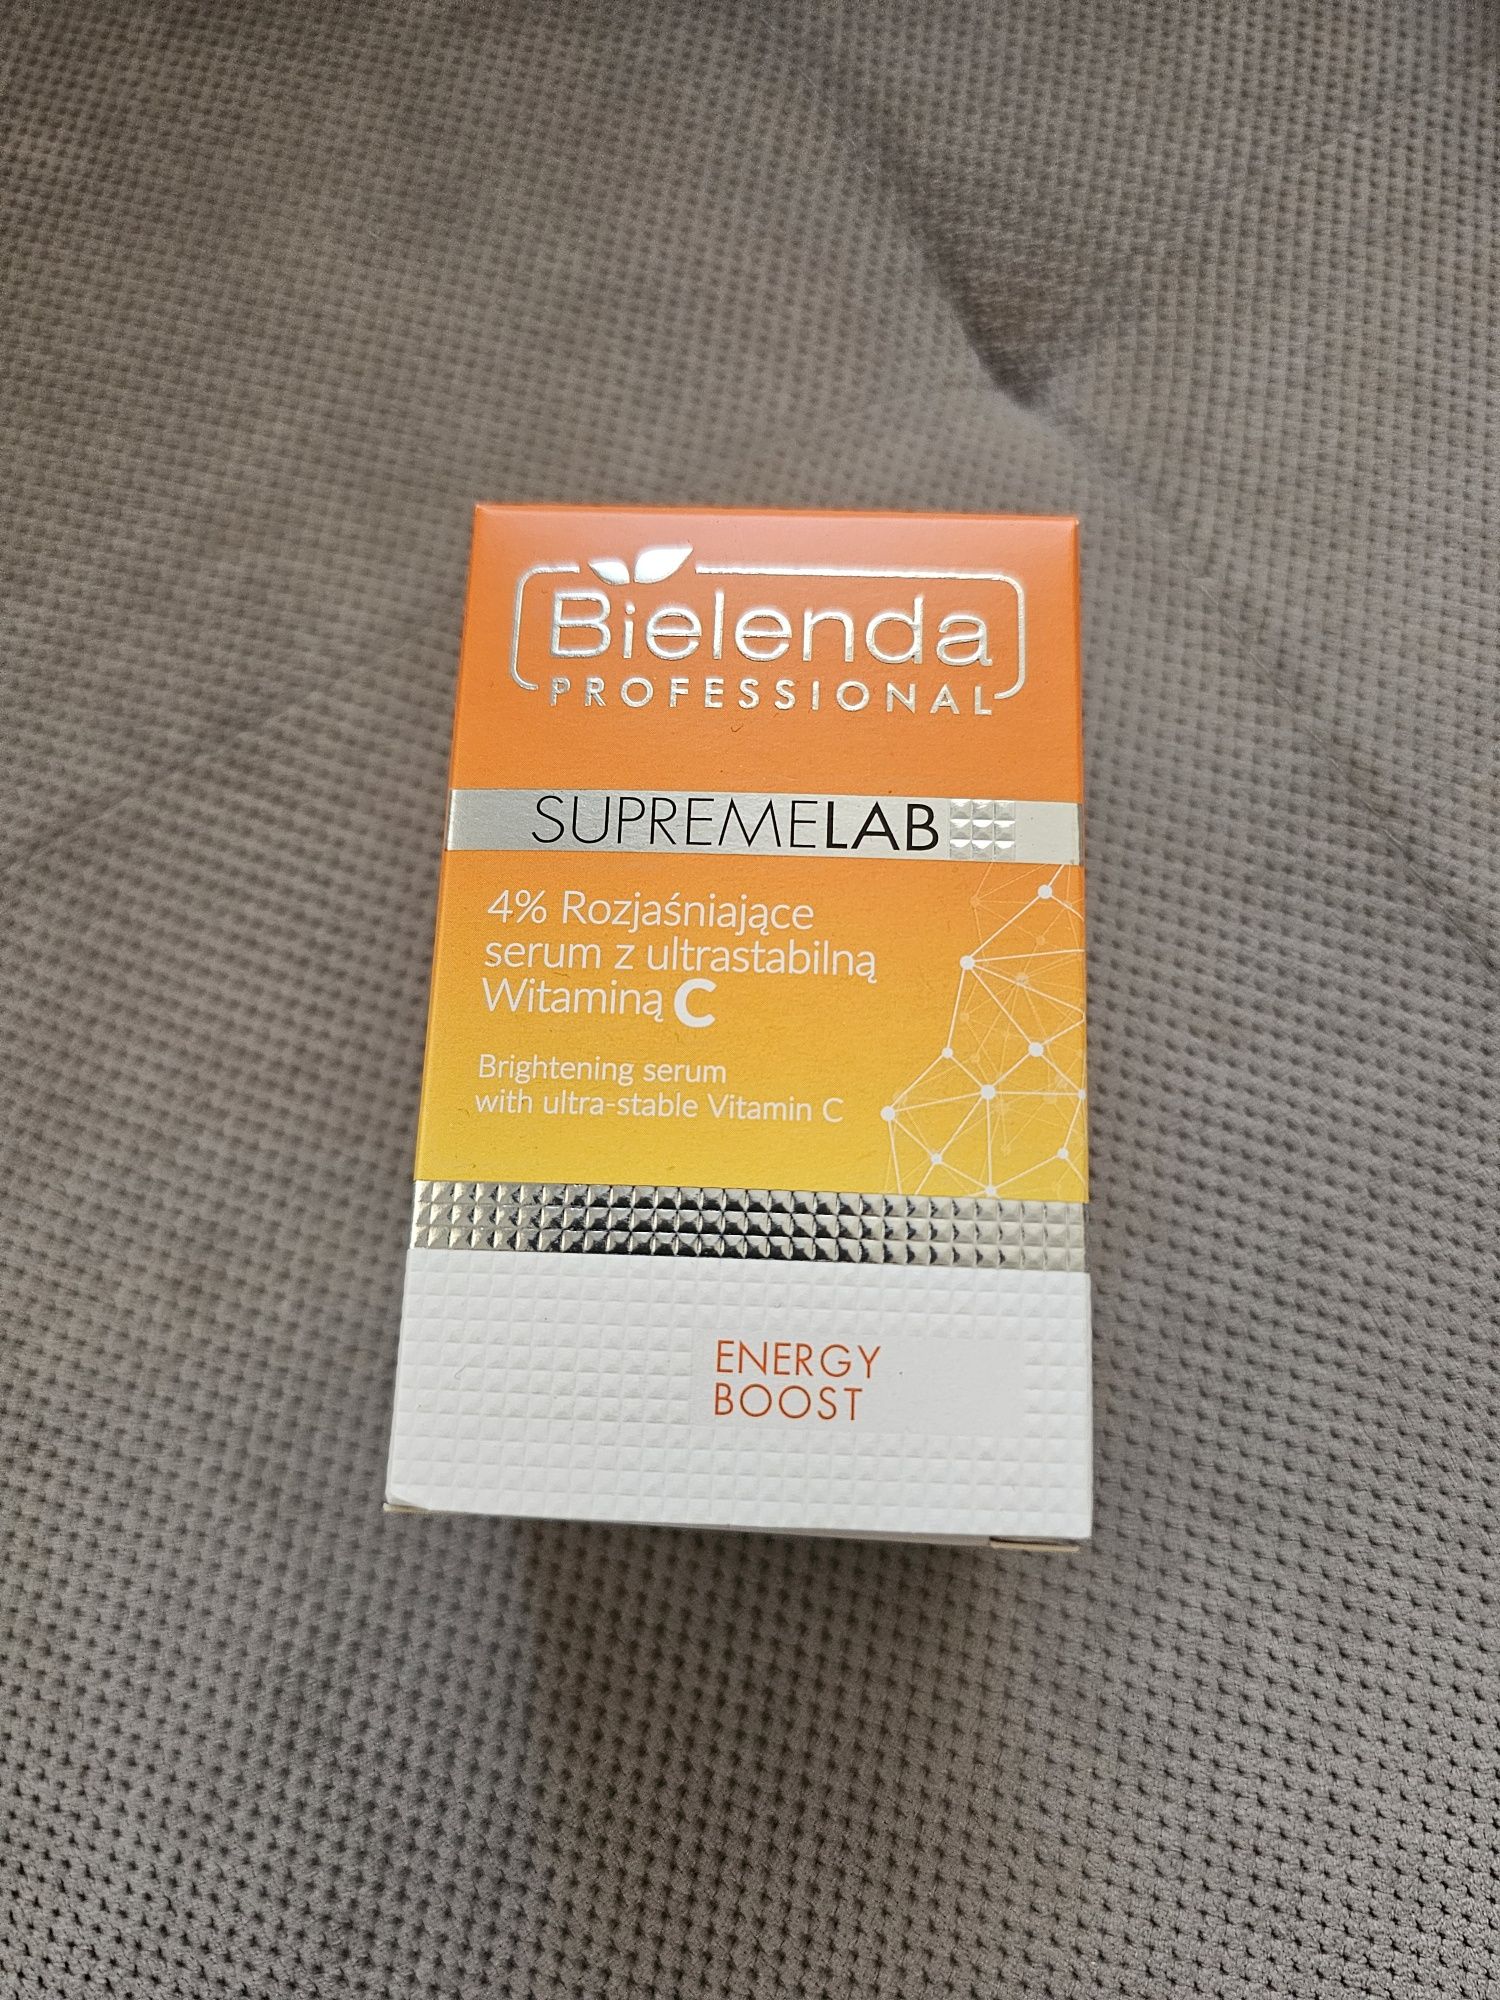 Bielenda
PROFESSIONAL
SUPREMELAB
4% Rozjaśniające
serum z ultrastabilną
Witaminą C
Brightening serum
with ultra-stable Vitamin C
ENERGY
BOOST